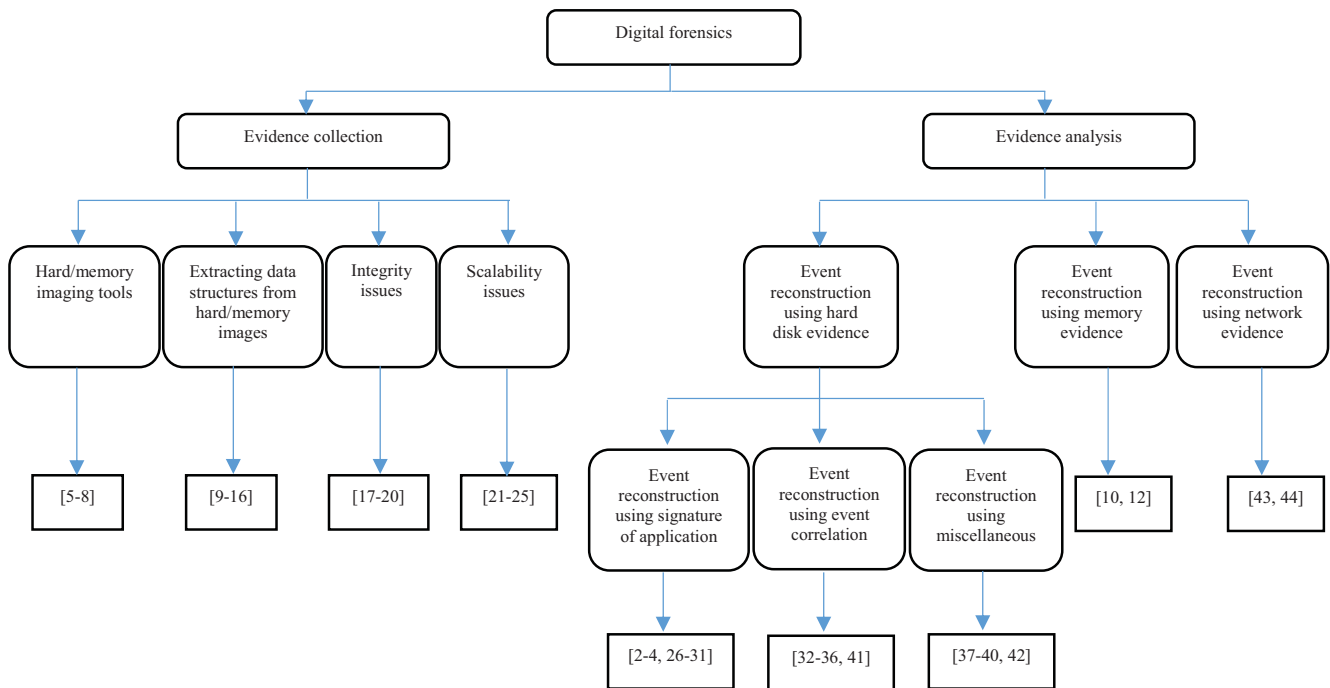 Digital forensics
Evidence collection
Evidence analysis
Hard/memory
imaging tools
Extracting data
structures from
hard/memory
images
Integrity
issues
Scalability
issues
Event
reconstruction
using hard
disk evidence
Event
reconstruction
using memory
evidence
Event
reconstruction
using network
evidence
[5-8]
[9-16]
[17-20]
[21-25]
Event
reconstruction
using signature
of application
Event
reconstruction
using event
correlation
Event
reconstruction
using
miscellaneous
[10, 12]
[43, 44]
[2-4, 26-31]
[32-36, 41]
[37-40, 42]